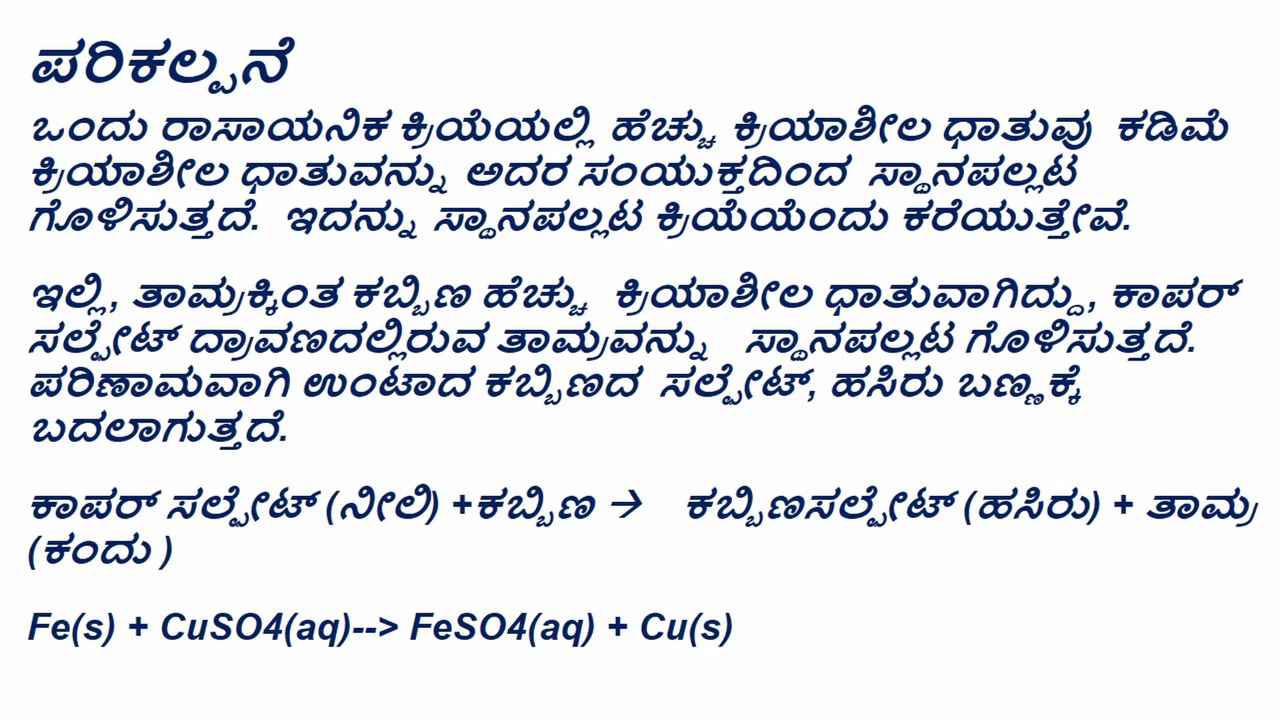 ಪರಿಕಲ್ಪನೆ
ಒಂದು ರಾಸಾಯನಿಕ ಕ್ರಿಯೆಯಲ್ಲಿ ಹೆಚ್ಚು ಕ್ರಿಯಾಶೀಲ ಧಾತುವು ಕಡಿಮೆ
ಕ್ರಿಯಾಶೀಲ ಧಾತುವನ್ನು ಅದರ ಸಂಯುಕ್ತದಿಂದ ಸ್ಥಾನಪಲ್ಲಟ
ಗೊಳಿಸುತ್ತದೆ. ಇದನ್ನು ಸ್ಥಾನಪಲ್ಲಟ ಕ್ರಿಯೆಯೆಂದು ಕರೆಯುತ್ತೇವೆ.
ಇಲ್ಲಿ, ತಾಮ್ರಕ್ಕಿಂತ ಕಬ್ಬಿಣ ಹೆಚ್ಚು ಕ್ರಿಯಾಶೀಲ ಧಾತುವಾಗಿದ್ದು, ಕಾಪರ್
ಸಲ್ಫೇಟ್ ದ್ರಾವಣದಲ್ಲಿರುವ ತಾಮ್ರವನ್ನು ಸ್ಥಾನಪಲ್ಲಟ ಗೊಳಿಸುತ್ತದೆ.
ಪರಿಣಾಮವಾಗಿ ಉಂಟಾದ ಕಬ್ಬಿಣದ ಸಲ್ಫೇಟ್, ಹಸಿರು ಬಣ್ಣಕ್ಕೆ
ಬದಲಾಗುತ್ತದೆ.
ಕಾಪರ್ ಸಲ್ಫೇಟ್ (ನೀಲಿ) +ಕಬ್ಬಿಣ → ಕಬ್ಬಿಣಸಲ್ಫೇಟ್ (ಹಸಿರು) + ತಾಮ್ರ
(ಕಂದು )
Fe(s) + CuSO4(aq)--> FeSO4(aq) + Cu(s)